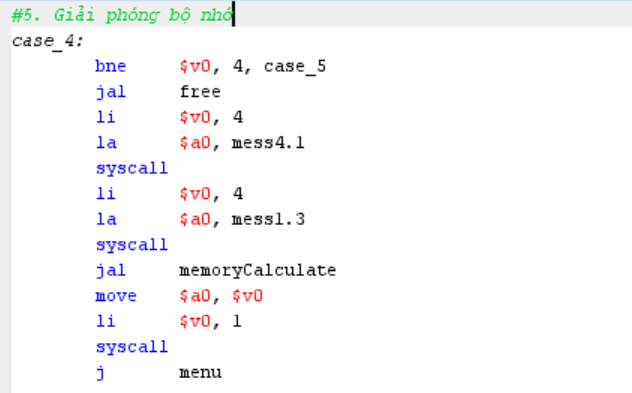 #5. Giải phóng bộ nhớ
case_4:
bne $v0, 4, case_5
jal free
li $v0, 4
la $a0, mess4.1
syscall
li $v0, 4
la $a0, mess1.3
syscall
jal memoryCalculate
move $a0, $v0
li $v0, 1
syscall
j menu